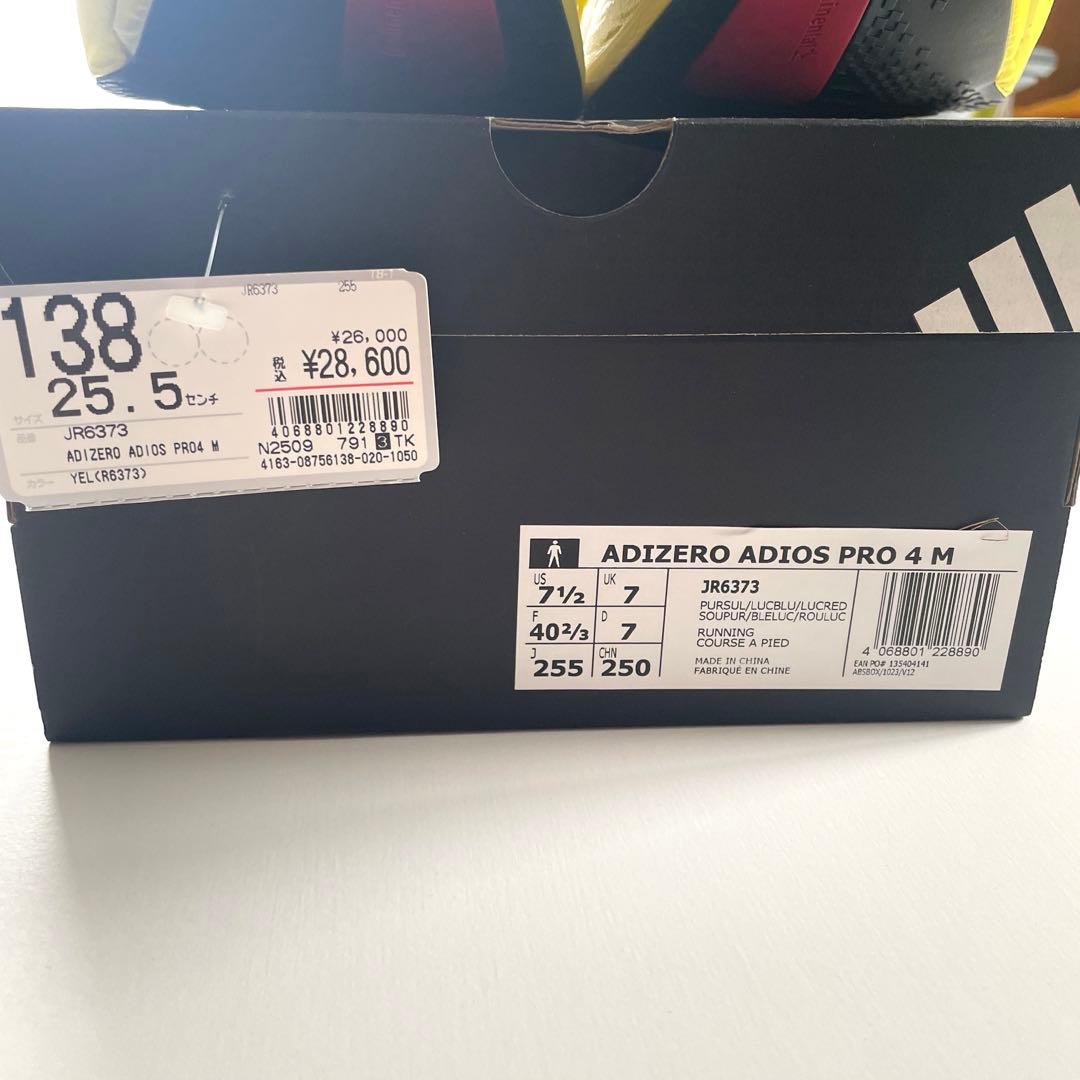 JR6373 255
138
¥26,000
税込 ¥28,600
25.5センチ
サイズ
4068801228890
品番 JR6373
N2509 791 3 TK
ADIZERO ADIOS PRO4 M
4163-08756138-020-1050
カラー YEL(R6373)
ADIZERO ADIOS PRO 4 M
US 7½ UK 7
F 40⅔ D 7
J 255 CHN 250
JR6373
PURSUL/LUCBLU/LUCRED
SOUPUR/BLELUC/ROULUC
RUNNING
COURSE A PIED
MADE IN CHINA
FABRIQUÉ EN CHINE
4 068801 228890
EAN PO# 135404141
ABSBOX/1023/V12